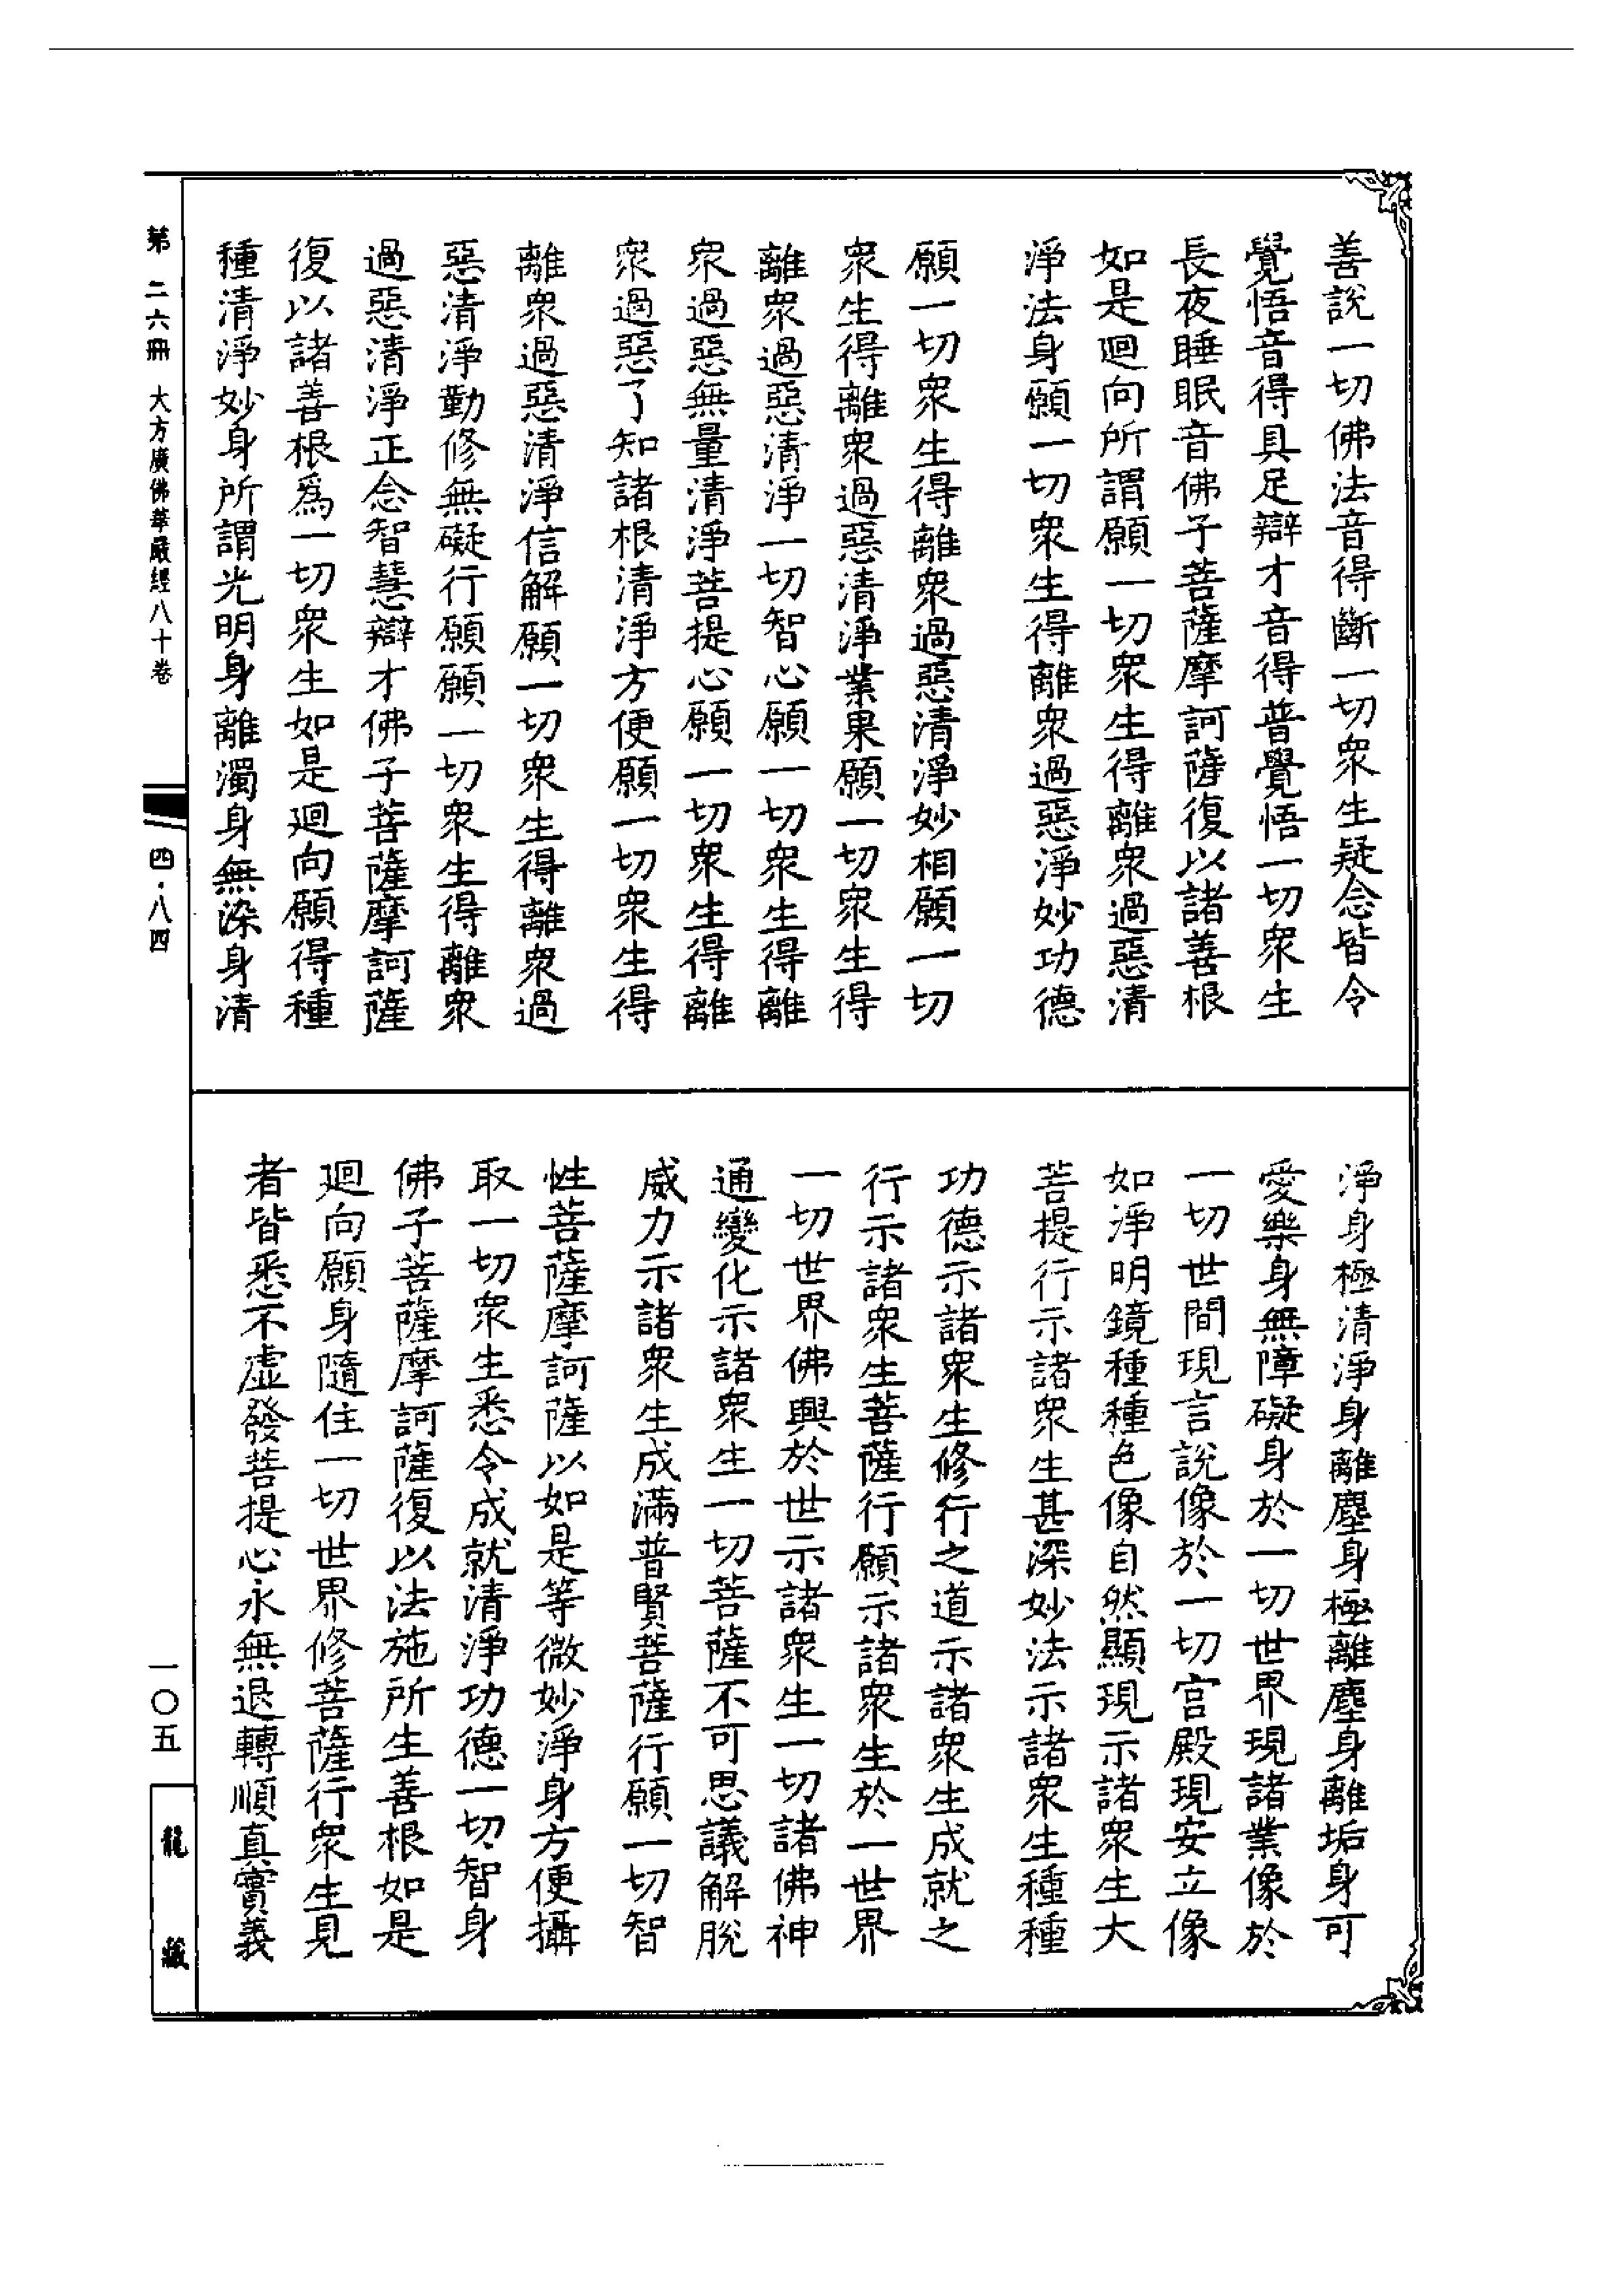 善說一切佛法音得斷一切衆生疑念皆令
覺悟音得具足辯才音得普覺悟一切衆生
長夜睡眠音佛子菩薩摩訶薩復以諸善根
如是迴向所謂願一切衆生得離衆過惡清
淨法身願一切衆生得離衆過惡淨妙功德
願一切衆生得離衆過惡清淨妙相願一切
衆生得離衆過惡清淨業果願一切衆生得
離衆過惡清淨一切智心願一切衆生得離
衆過惡無量清淨菩提心願一切衆生得離
衆過惡了知諸根清淨方便願一切衆生得
離衆過惡清淨信解願一切衆生得離衆過
惡清淨勤修無礙行願願一切衆生得離衆
過惡清淨正念智慧辯才佛子菩薩摩訶薩
復以諸善根爲一切衆生如是迴向願得種
種清淨妙身所謂光明身離濁身無染身清
淨身極清淨身離塵身極離塵身離垢身可
愛樂身無障礙身於一切世界現諸業像於
一切世間現言說像於一切宮殿現安立像
如淨明鏡種種色像自然顯現示諸衆生大
菩提行示諸衆生甚深妙法示諸衆生種種
功德示諸衆生修行之道示諸衆生成就之
行示諸衆生菩薩行願示諸衆生於一世界
一切世界佛興於世示諸衆生一切諸佛神
通變化示諸衆生一切菩薩不可思議解脫
威力示諸衆生成滿普賢菩薩行願一切智
性菩薩摩訶薩以如是等微妙淨身方便攝
取一切衆生悉令成就清淨功德一切智身
佛子菩薩摩訶薩復以法施所生善根如是
迴向願身隨住一切世界修菩薩行衆生見
者皆悉不虛發菩提心永無退轉順真實義
第二六冊 大方廣佛華嚴經八十卷
四·八四
一〇五
龍藏